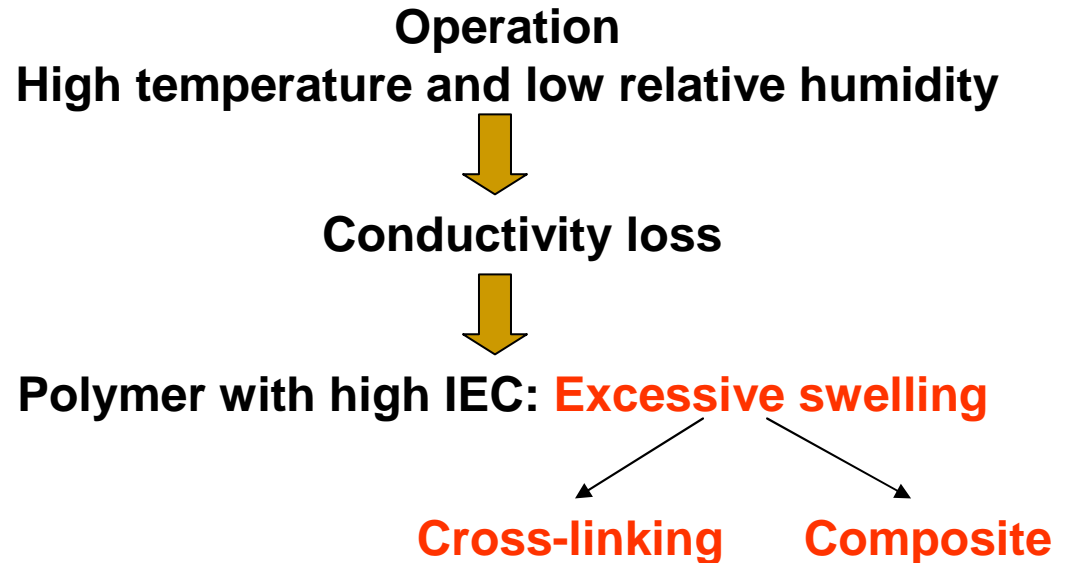 Operation
High temperature and low relative humidity
Conductivity loss
Polymer with high IEC: Excessive swelling
Cross-linking Composite